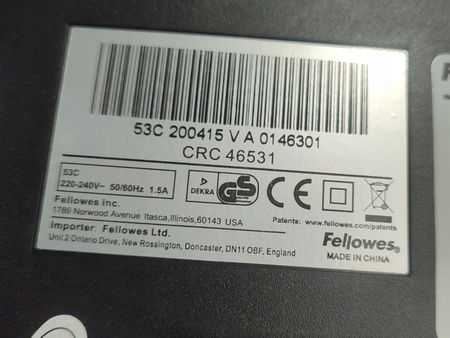 53C 200415 V A 0146301
CRC 46531
53C
220-240V~ 50/60Hz 1.5A
DEKRA
GS
CE
Fellowes Inc.
1789 Norwood Avenue Itasca, Illinois, 60143 USA
Patents: www.fellowes.com/patents
Importer: Fellowes Ltd.
Unit 2 Ontario Drive, New Rossington, Doncaster, DN11 OBF, England
Fellowes®
MADE IN CHINA